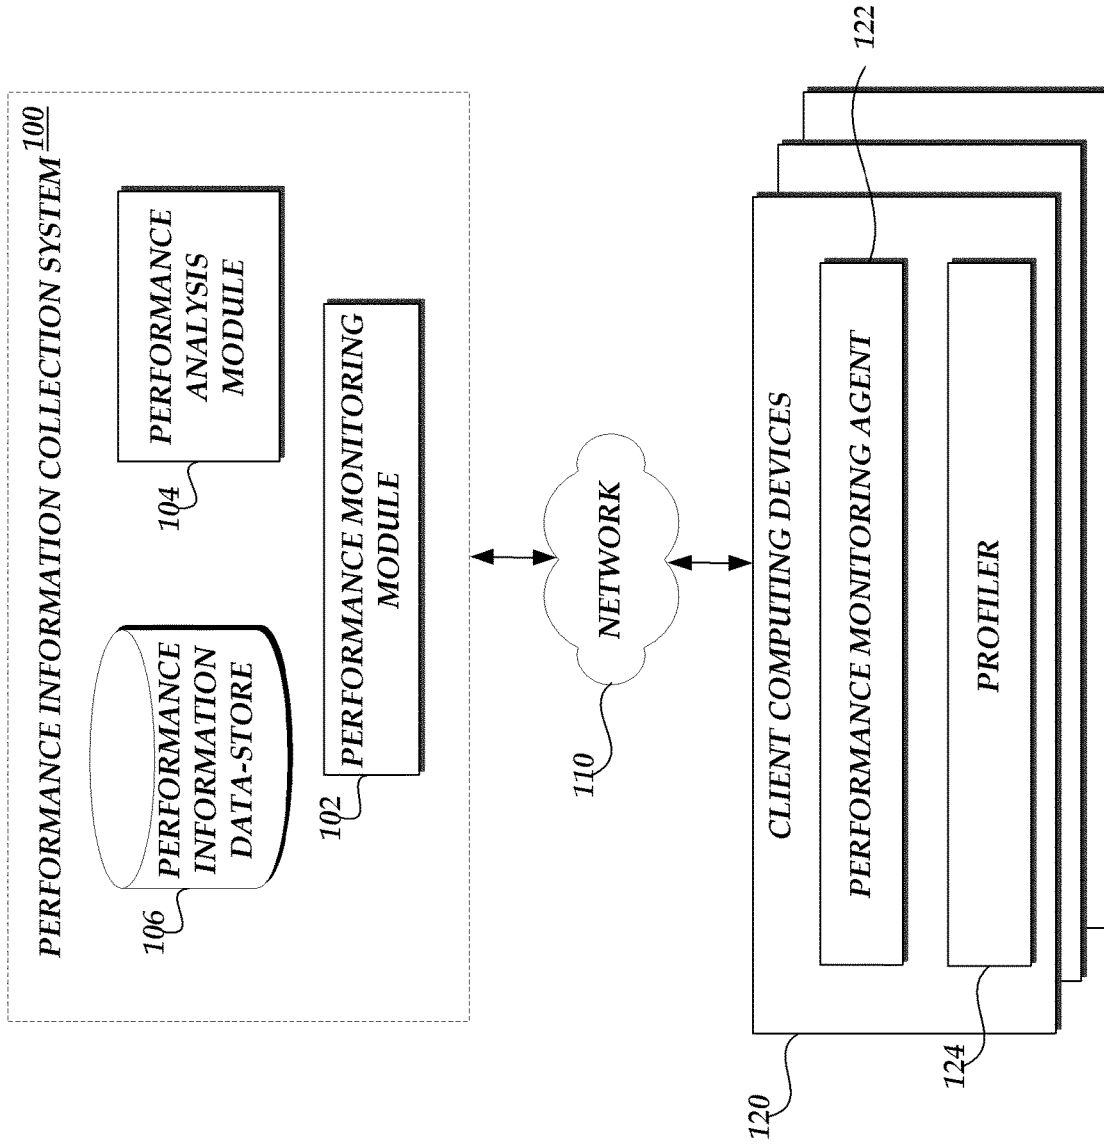 PERFORMANCE INFORMATION COLLECTION SYSTEM 100
PERFORMANCE
INFORMATION
DATA-STORE
106
PERFORMANCE
ANALYSIS
MODULE
104
PERFORMANCE MONITORING
MODULE
102
NETWORK
110
CLIENT COMPUTING DEVICES
120
PERFORMANCE MONITORING AGENT
122
PROFILER
124